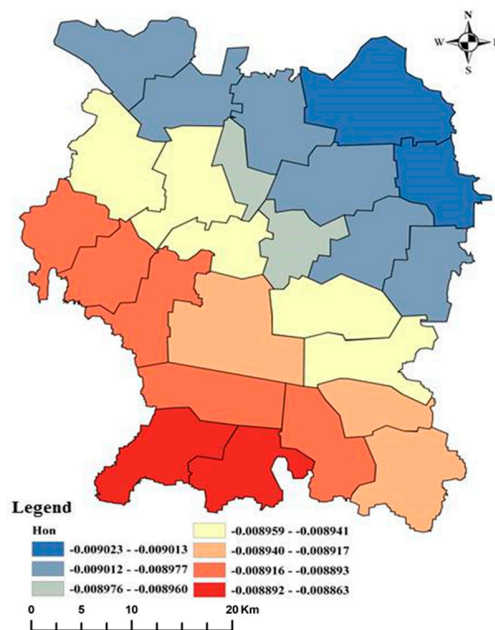 N
W
S
Legend
Hon
-0.009023 - -0.009013
-0.009012 - -0.008977
-0.008976 - -0.008960
-0.008959 - -0.008941
-0.008940 - -0.008917
-0.008916 - -0.008893
-0.008892 - -0.008863
0 5 10 20 Km